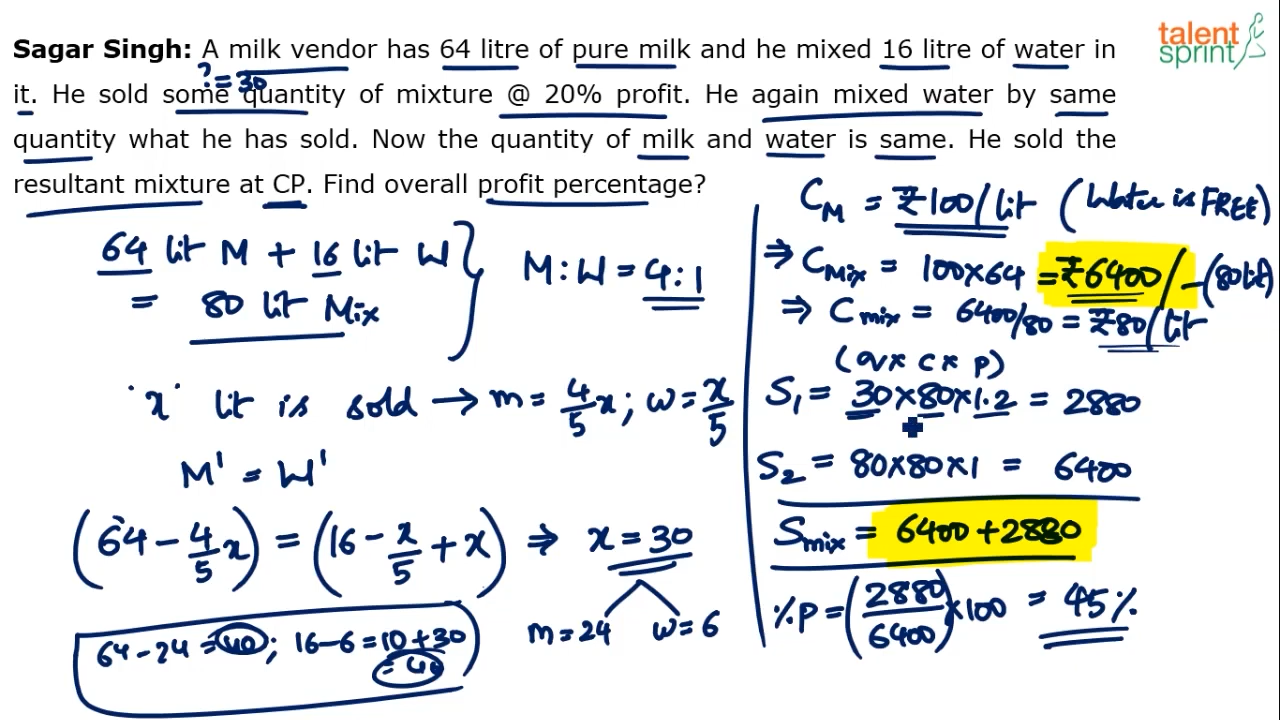 talent
sprint
Sagar Singh: A milk vendor has 64 litre of pure milk and he mixed 16 litre of water in
? = 30
it. He sold some quantity of mixture @ 20% profit. He again mixed water by same
quantity what he has sold. Now the quantity of milk and water is same. He sold the
resultant mixture at CP. Find overall profit percentage?
64 lit M + 16 lit W
= 80 lit Mix
M : W = 4 : 1
'x' lit is sold → m = 4/5 x ; w = x/5
M' = W'
(64 - 4/5 x) = (16 - x/5 + x) ⇒ x = 30
m = 24 w = 6
64 - 24 = 40 ; 16 - 6 = 10 + 30
= 40
CM = ₹100/lit (Water is FREE)
⇒ CMix = 100×64 = ₹6400/- (80 lit)
⇒ Cmix = 6400/80 = ₹80/lit
(Q × C × P)
S1 = 30×80×1.2 = 2880
S2 = 80×80×1 = 6400
Smix = 6400 + 2880
%P = (2880/6400)×100 = 45%